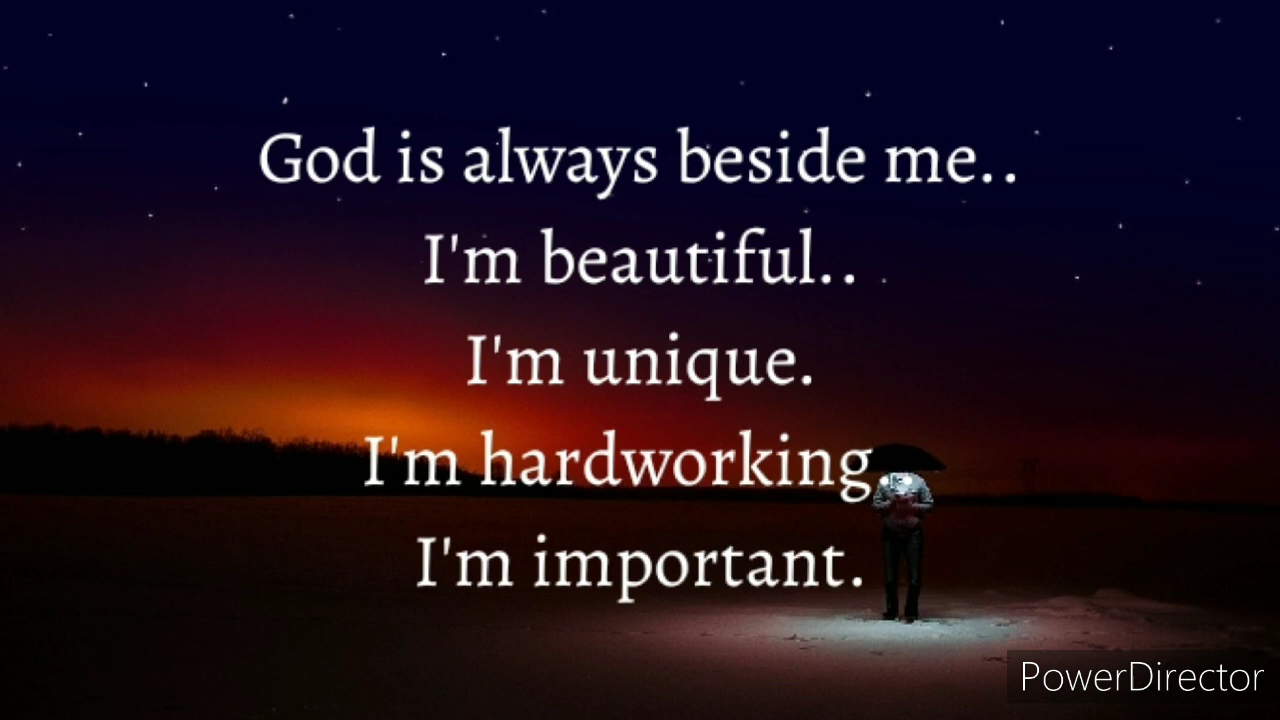 God is always beside me..
I'm beautiful..
I'm unique.
I'm hardworking.
I'm important.
PowerDirector